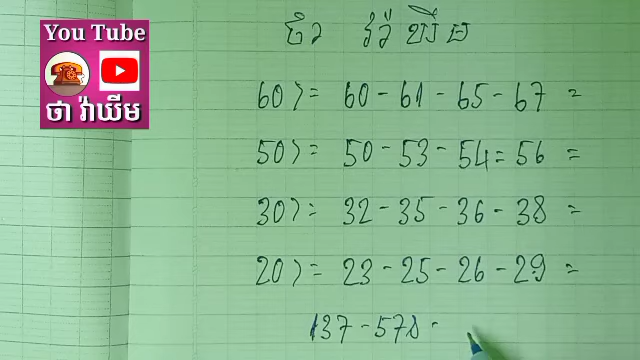 You Tube
ថា វ៉ាឃីម
60 > = 60 - 61 - 65 - 67 =
50 > = 50 - 53 - 54 = 56 =
30 > = 32 - 35 - 36 - 38 =
20 > = 23 - 25 - 26 - 29 =
137 - 578 -